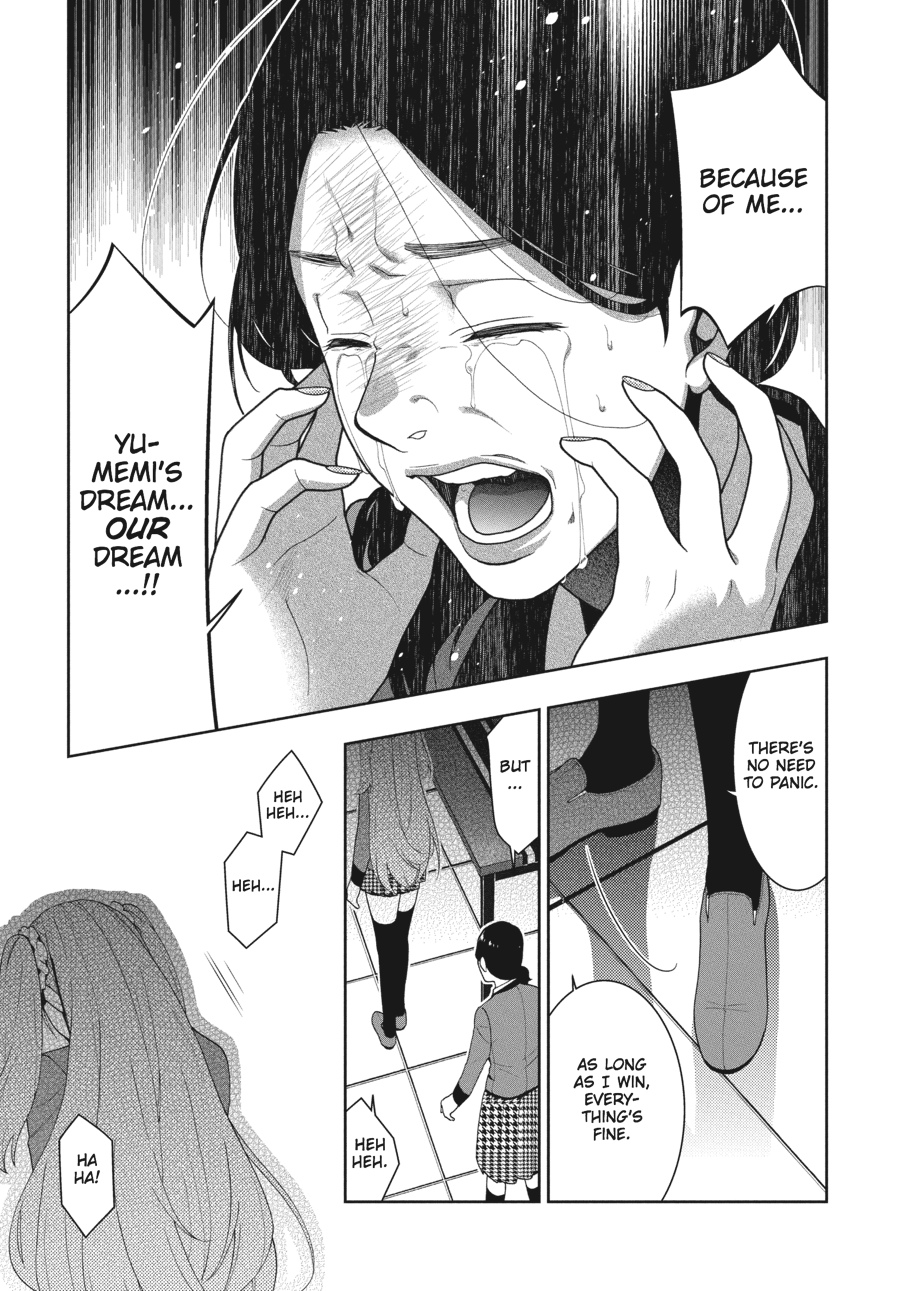 BECAUSE
OF ME...
YU-
MEMI'S
DREAM...
OUR
DREAM
...!!
THERE'S
NO NEED
TO PANIC.
AS LONG
AS I WIN,
EVERY-
THING'S
FINE.
BUT
...
HEH
HEH.
HEH
HEH...
HEH...
HA
HA!